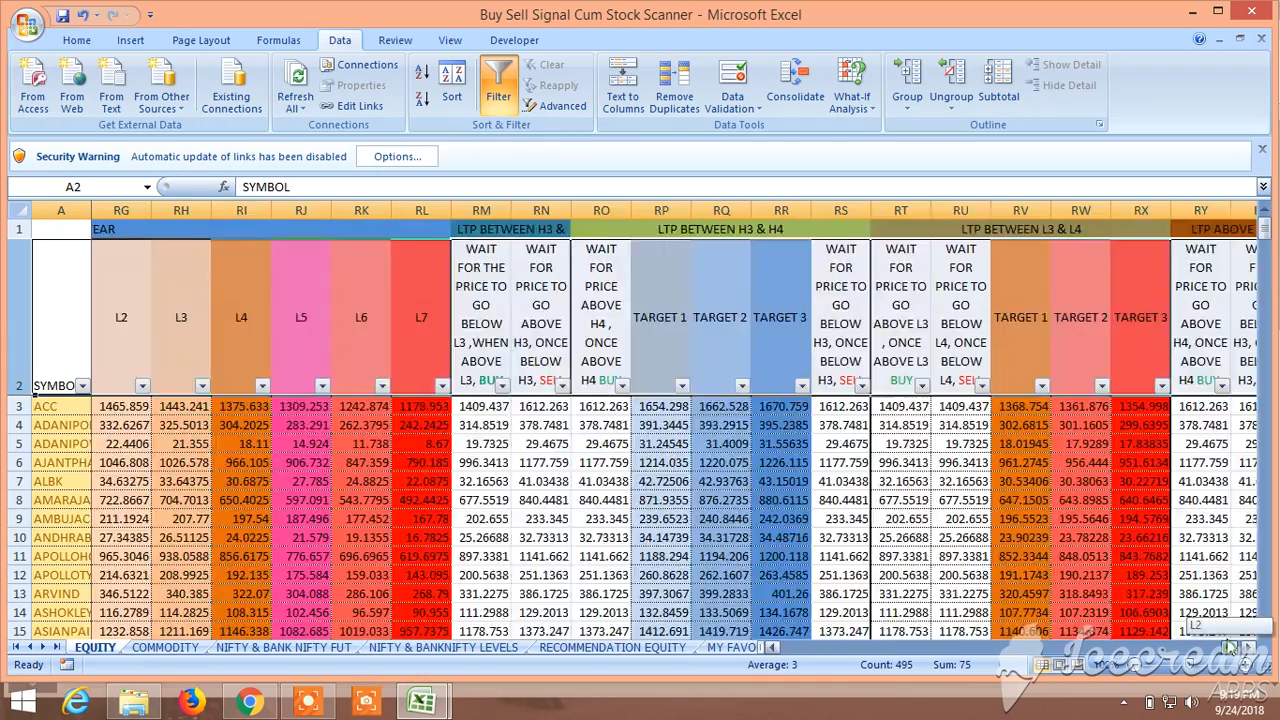 Buy Sell Signal Cum Stock Scanner - Microsoft Excel
Home Insert Page Layout Formulas Data Review View Developer
From Access From Web From Text From Other Sources Existing Connections Refresh All Connections Properties Edit Links Sort Filter Clear Reapply Advanced Text to Columns Remove Duplicates Data Validation Consolidate What-If Analysis Group Ungroup Subtotal Show Detail Hide Detail
Get External Data Connections Sort & Filter Data Tools Outline
Security Warning Automatic update of links has been disabled Options...
A2 fx SYMBOL
A RG RH RI RJ RK RL RM RN RO RP RQ RR RS RT RU RV RW RX RY
1 EAR LTP BETWEEN H3 & LTP BETWEEN H3 & H4 LTP BETWEEN L3 & L4 LTP ABOVE
2 SYMBO L2 L3 L4 L5 L6 L7 WAIT FOR THE PRICE TO GO BELOW L3 ,WHEN ABOVE L3, BUY WAIT FOR PRICE TO GO ABOVE H3, ONCE BELOW H3, SEL WAIT FOR PRICE ABOVE H4 , ONCE ABOVE H4 BUY TARGET 1 TARGET 2 TARGET 3 WAIT FOR PRICE TO GO BELOW H3, ONCE BELOW H3, SEL WAIT FOR PRICE TO GO ABOVE L3 , ONCE ABOVE L3 BUY WAIT FOR PRICE TO GO BELOW L4, ONCE BELOW L4, SEL TARGET 1 TARGET 2 TARGET 3 WAIT FOR PRICE TO GO ABOVE H4, ONCE ABOVE H4 BUY
3 ACC 1465.859 1443.241 1375.633 1309.253 1242.874 1178.953 1409.437 1612.263 1612.263 1654.298 1662.528 1670.759 1612.263 1409.437 1409.437 1368.754 1361.876 1354.998 1612.263
4 ADANIPO 332.6267 325.5013 304.2025 283.291 262.3795 242.2425 314.8519 378.7481 378.7481 391.3445 393.2915 395.2385 378.7481 314.8519 314.8519 302.6815 301.1605 299.6395 378.7481
5 ADANIPO 22.4406 21.355 18.11 14.924 11.738 8.67 19.7325 29.4675 29.4675 31.24545 31.4009 31.55635 29.4675 19.7325 19.7325 18.01945 17.9289 17.83835 29.4675
6 AJANTPH 1046.808 1026.578 966.105 906.732 847.359 790.185 996.3413 1177.759 1177.759 1214.035 1220.075 1226.115 1177.759 996.3413 996.3413 961.2745 956.444 951.6134 1177.759
7 ALBK 34.63275 33.64375 30.6875 27.785 24.8825 22.0875 32.16563 41.03438 41.03438 42.72506 42.93763 43.15019 41.03438 32.16563 32.16563 30.53406 30.38063 30.22719 41.03438
8 AMARAJA 722.8667 704.7013 650.4025 597.091 543.7795 492.4425 677.5519 840.4481 840.4481 871.9355 876.2735 880.6115 840.4481 677.5519 677.5519 647.1505 643.8985 640.6465 840.4481
9 AMBUJAC 211.1924 207.77 197.54 187.496 177.452 167.78 202.655 233.345 233.345 239.6523 240.8446 242.0369 233.345 202.655 202.655 196.5523 195.5646 194.5769 233.345
10 ANDHRAB 27.34385 26.51125 24.0225 21.579 19.1355 16.7825 25.26688 32.73313 32.73313 34.14739 34.31728 34.48716 32.73313 25.26688 25.26688 23.90239 23.78228 23.66216 32.73313
11 APOLLOH 965.3046 938.0588 856.6175 776.657 696.6965 619.6975 897.3381 1141.662 1141.662 1188.294 1194.206 1200.118 1141.662 897.3381 897.3381 852.3344 848.0513 843.7682 1141.662
12 APOLLOTY 214.6321 208.9925 192.135 175.584 159.033 143.095 200.5638 251.1363 251.1363 260.8628 262.1607 263.4585 251.1363 200.5638 200.5638 191.1743 190.2137 189.253 251.1363
13 ARVIND 346.5122 340.385 322.07 304.088 286.106 268.79 331.2275 386.1725 386.1725 397.3067 399.2833 401.26 386.1725 331.2275 331.2275 320.4597 318.8493 317.239 386.1725
14 ASHOKLEY 116.2789 114.2825 108.315 102.456 96.597 90.955 111.2988 129.2013 129.2013 132.8459 133.5069 134.1678 129.2013 111.2988 111.2988 107.7734 107.2319 106.6903 129.2013
15 ASIANPAI 1232.858 1211.169 1146.338 1082.685 1019.033 957.7375 1178.753 1373.247 1373.247 1412.691 1419.719 1426.747 1373.247 1178.753 1178.753 1140.606 1129.142
L2
EQUITY COMMODITY NIFTY & BANK NIFTY FUT NIFTY & BANKNIFTY LEVELS RECOMMENDATION EQUITY MY FAVO
Ready Average: 3 Count: 495 Sum: 75 100%
Icecream APPS
9:19 PM
9/24/2018